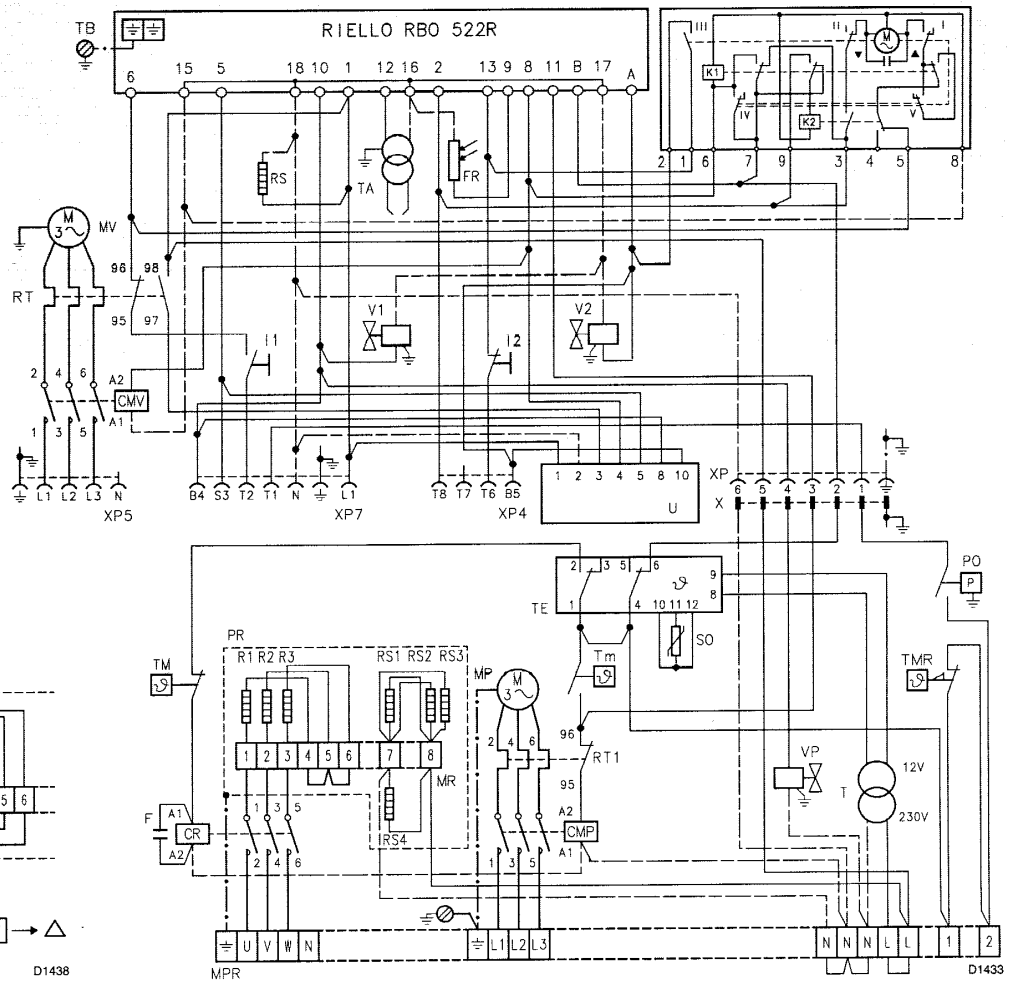 RIELLO RBO 522R
TB
6 15 5 18 10 1 12 16 2 13 9 8 11 B 17 A
III II M I
K1
IV K2 V
2 1 6 7 9 3 4 5 8
RS TA FR
M 3~ MV
96 98
RT
95 97
V1 V2
I1 I2
2 4 6 A2
CMV
1 3 5 A1
L1 L2 L3 N
XP5
B4 S3 T2 T1 N L1
XP7
T8 T7 T6 B5
XP4
1 2 3 4 5 8 10
U
XP 6 5 4 3 2 1
X
2 3 5 6 ϑ 9
8
TE 1 4 10 11 12
SO
PO
P
PR
R1 R2 R3 RS1 RS2 RS3
TM
ϑ
MP M 3~
Tm
ϑ
TMR
ϑ
2 4 6 96
RT1
95
1 2 3 4 5 6 7 8
MR
RS4
VP
T 12V
230V
F A1
CR
A2
1 3 5
2 4 6
A2
CMP
A1
1 3 5
U V W N
MPR
L1 L2 L3
N N N L L 1 2
5 6
D1438
D1433